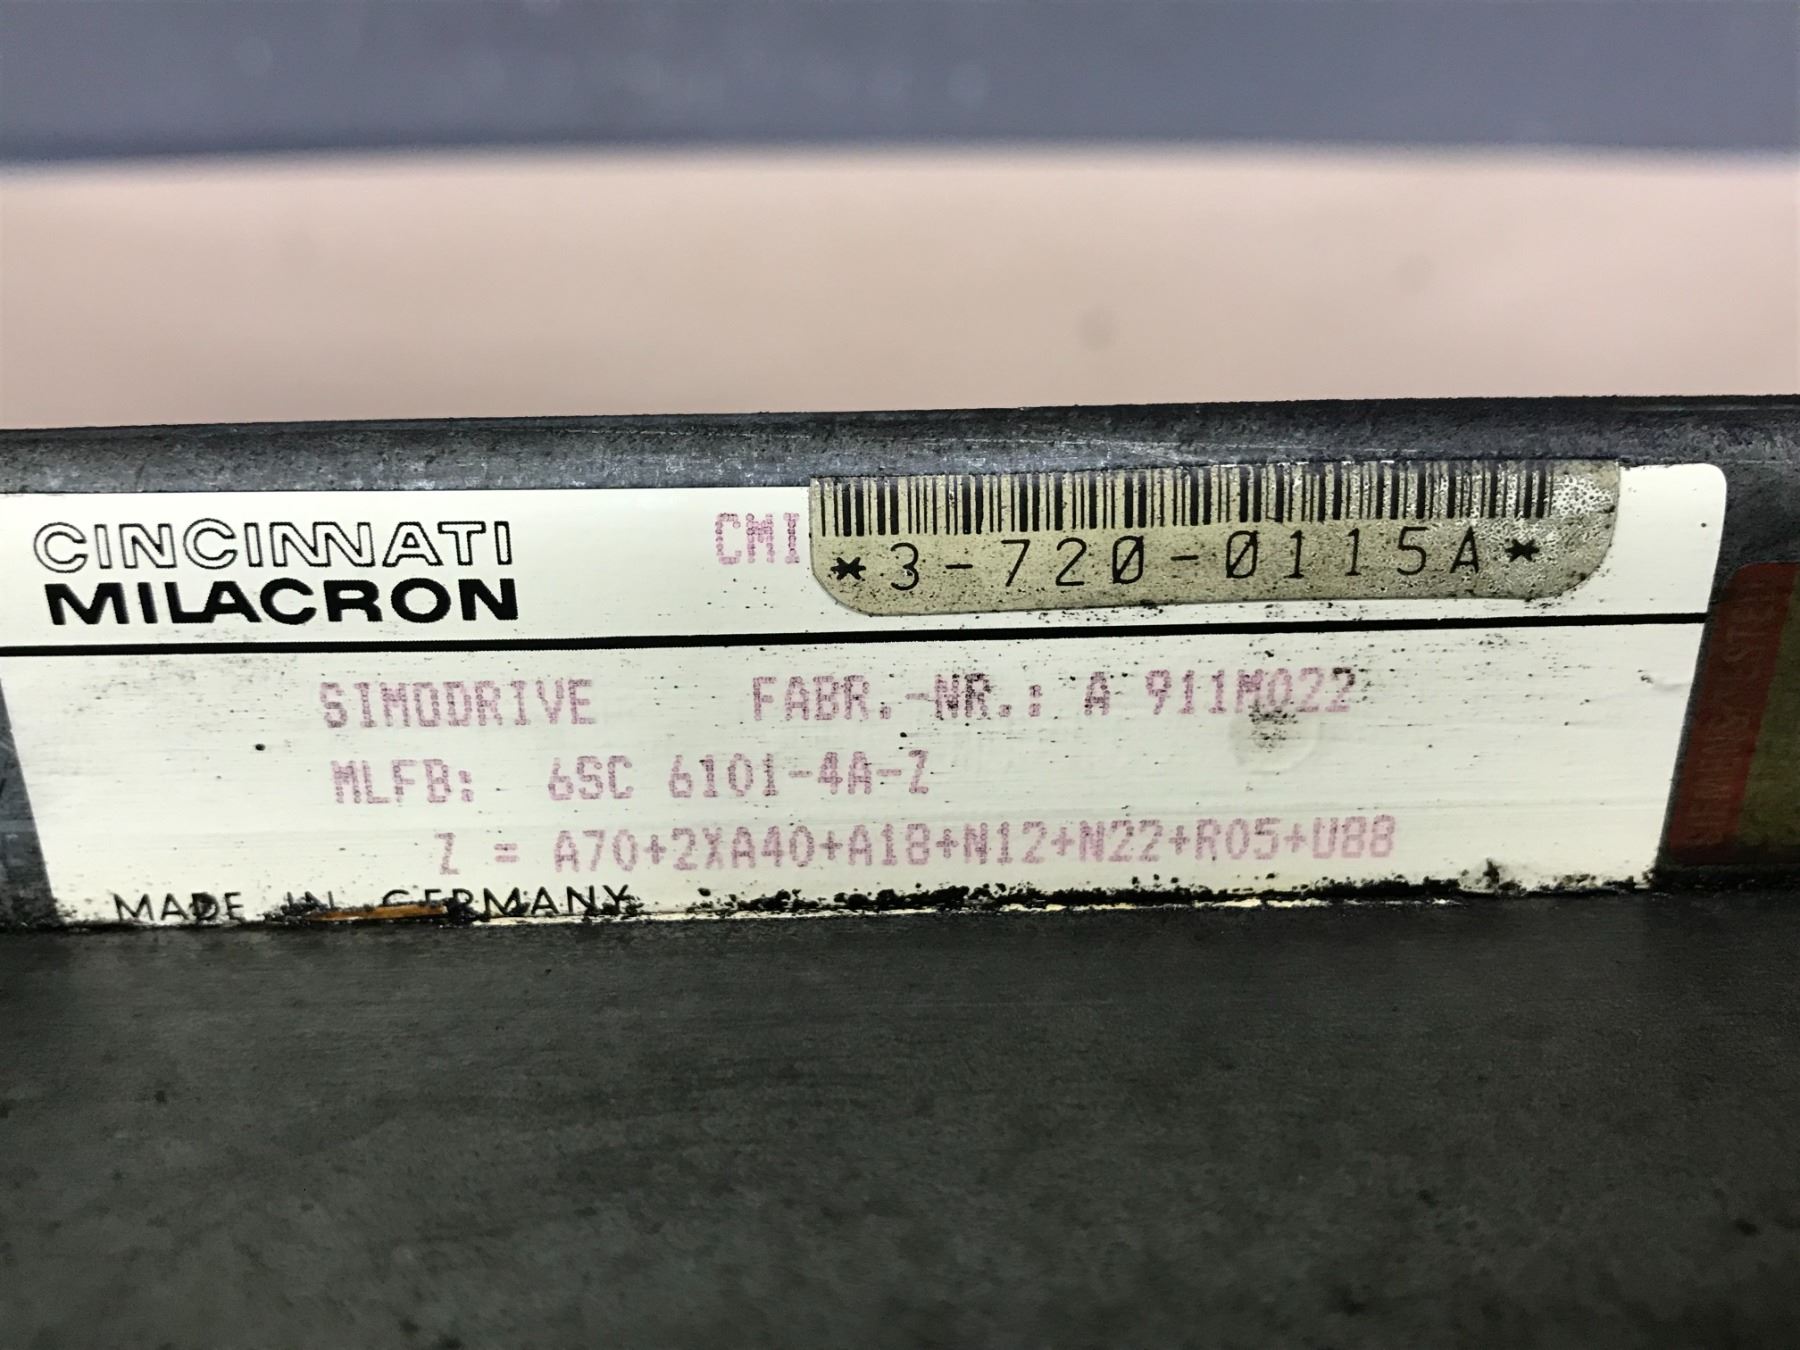 CINCINNATI
MILACRON
CMI
*3-720-0115A*
SIMODRIVE FABR.-NR.: A 911M022
MLFB: 6SC 6101-4A-Z
Z = A70+2XA40+A18+N12+N22+R05+U88
MADE IN GERMANY